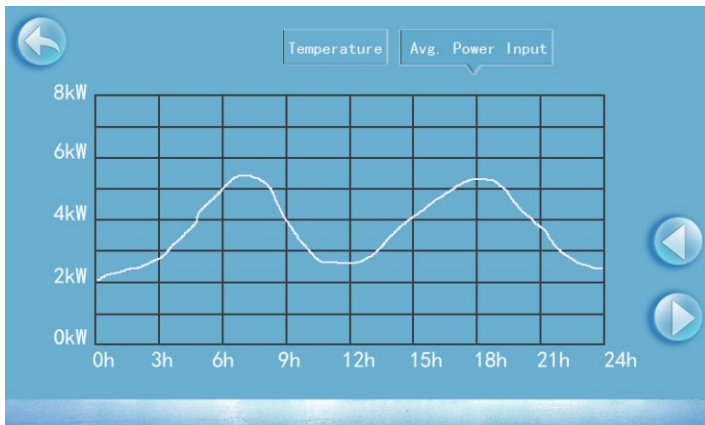 Temperature Avg. Power Input
8kW
6kW
4kW
2kW
0kW
0h 3h 6h 9h 12h 15h 18h 21h 24h